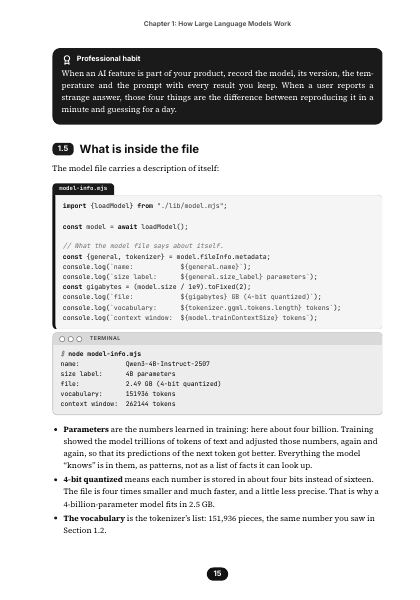 Chapter 1: How Large Language Models Work
Professional habit
When an AI feature is part of your product, record the model, its version, the tem-
perature and the prompt with every result you keep. When a user reports a
strange answer, those four things are the difference between reproducing it in a
minute and guessing for a day.
1.5 What is inside the file
The model file carries a description of itself:
model-info.mjs
import {loadModel} from "./lib/model.mjs";
const model = await loadModel();
// What the model file says about itself.
const {general, tokenizer} = model.fileInfo.metadata;
console.log(`name:            ${general.name}`);
console.log(`size label:      ${general.size_label} parameters`);
const gigabytes = (model.size / 1e9).toFixed(2);
console.log(`file:            ${gigabytes} GB (4-bit quantized)`);
console.log(`vocabulary:      ${tokenizer.ggml.tokens.length} tokens`);
console.log(`context window:  ${model.trainContextSize} tokens`);
TERMINAL
$ node model-info.mjs
name:            Qwen3-4B-Instruct-2507
size label:      4B parameters
file:            2.49 GB (4-bit quantized)
vocabulary:      151936 tokens
context window:  262144 tokens
• Parameters are the numbers learned in training: here about four billion. Training
showed the model trillions of tokens of text and adjusted those numbers, again and
again, so that its predictions of the next token got better. Everything the model
“knows” is in them, as patterns, not as a list of facts it can look up.
• 4-bit quantized means each number is stored in about four bits instead of sixteen.
The file is four times smaller and much faster, and a little less precise. That is why a
4-billion-parameter model fits in 2.5 GB.
• The vocabulary is the tokenizer’s list: 151,936 pieces, the same number you saw in
Section 1.2.
15